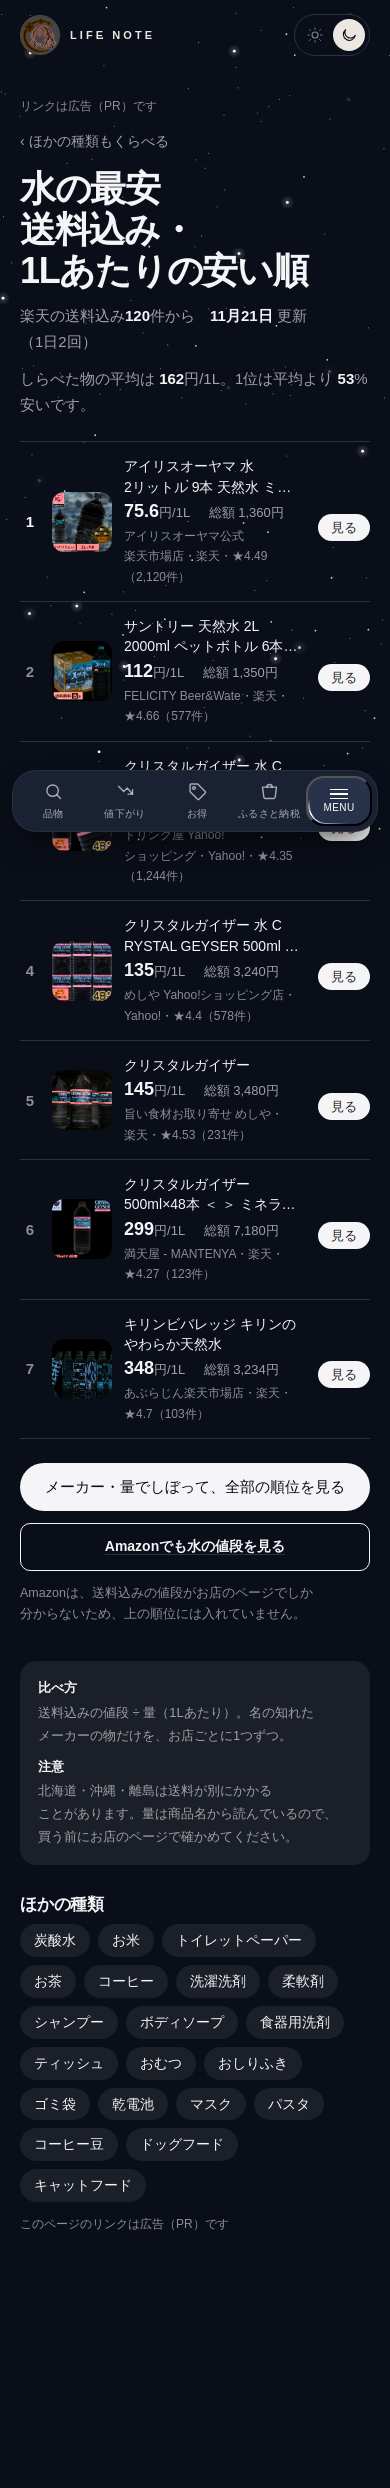 LIFE NOTE
リンクは広告（PR）です
‹ ほかの種類もくらべる
水の最安
送料込み・
1Lあたりの安い順
楽天の送料込み120件から　11月21日 更新
（1日2回）
しらべた物の平均は 162円/1L。1位は平均より 53%
安いです。
1
アイリスオーヤマ 水
2リットル 9本 天然水 ミ…
75.6円/1L 総額 1,360円
アイリスオーヤマ公式
楽天市場店・楽天・★4.49
（2,120件）
見る
2
サントリー 天然水 2L
2000ml ペットボトル 6本…
112円/1L 総額 1,350円
FELICITY Beer&Wate・楽天・
★4.66（577件）
見る
クリスタルガイザー 水 C
品物
値下がり
お得
ふるさと納税
MENU
ドリンク屋 Yahoo!
ショッピング・Yahoo!・★4.35
（1,244件）
4
クリスタルガイザー 水 C
RYSTAL GEYSER 500ml …
135円/1L 総額 3,240円
めしや Yahoo!ショッピング店・
Yahoo!・★4.4（578件）
見る
5
クリスタルガイザー
145円/1L 総額 3,480円
旨い食材お取り寄せ めしや・
楽天・★4.53（231件）
見る
6
クリスタルガイザー
500ml×48本 ＜ ＞ ミネラ…
299円/1L 総額 7,180円
満天屋 - MANTENYA・楽天・
★4.27（123件）
見る
7
キリンビバレッジ キリンの
やわらか天然水
348円/1L 総額 3,234円
あぶらじん楽天市場店・楽天・
★4.7（103件）
見る
メーカー・量でしぼって、全部の順位を見る
Amazonでも水の値段を見る
Amazonは、送料込みの値段がお店のページでしか
分からないため、上の順位には入れていません。
比べ方
送料込みの値段 ÷ 量（1Lあたり）。名の知れた
メーカーの物だけを、お店ごとに1つずつ。
注意
北海道・沖縄・離島は送料が別にかかる
ことがあります。量は商品名から読んでいるので、
買う前にお店のページで確かめてください。
ほかの種類
炭酸水 お米 トイレットペーパー
お茶 コーヒー 洗濯洗剤 柔軟剤
シャンプー ボディソープ 食器用洗剤
ティッシュ おむつ おしりふき
ゴミ袋 乾電池 マスク パスタ
コーヒー豆 ドッグフード
キャットフード
このページのリンクは広告（PR）です